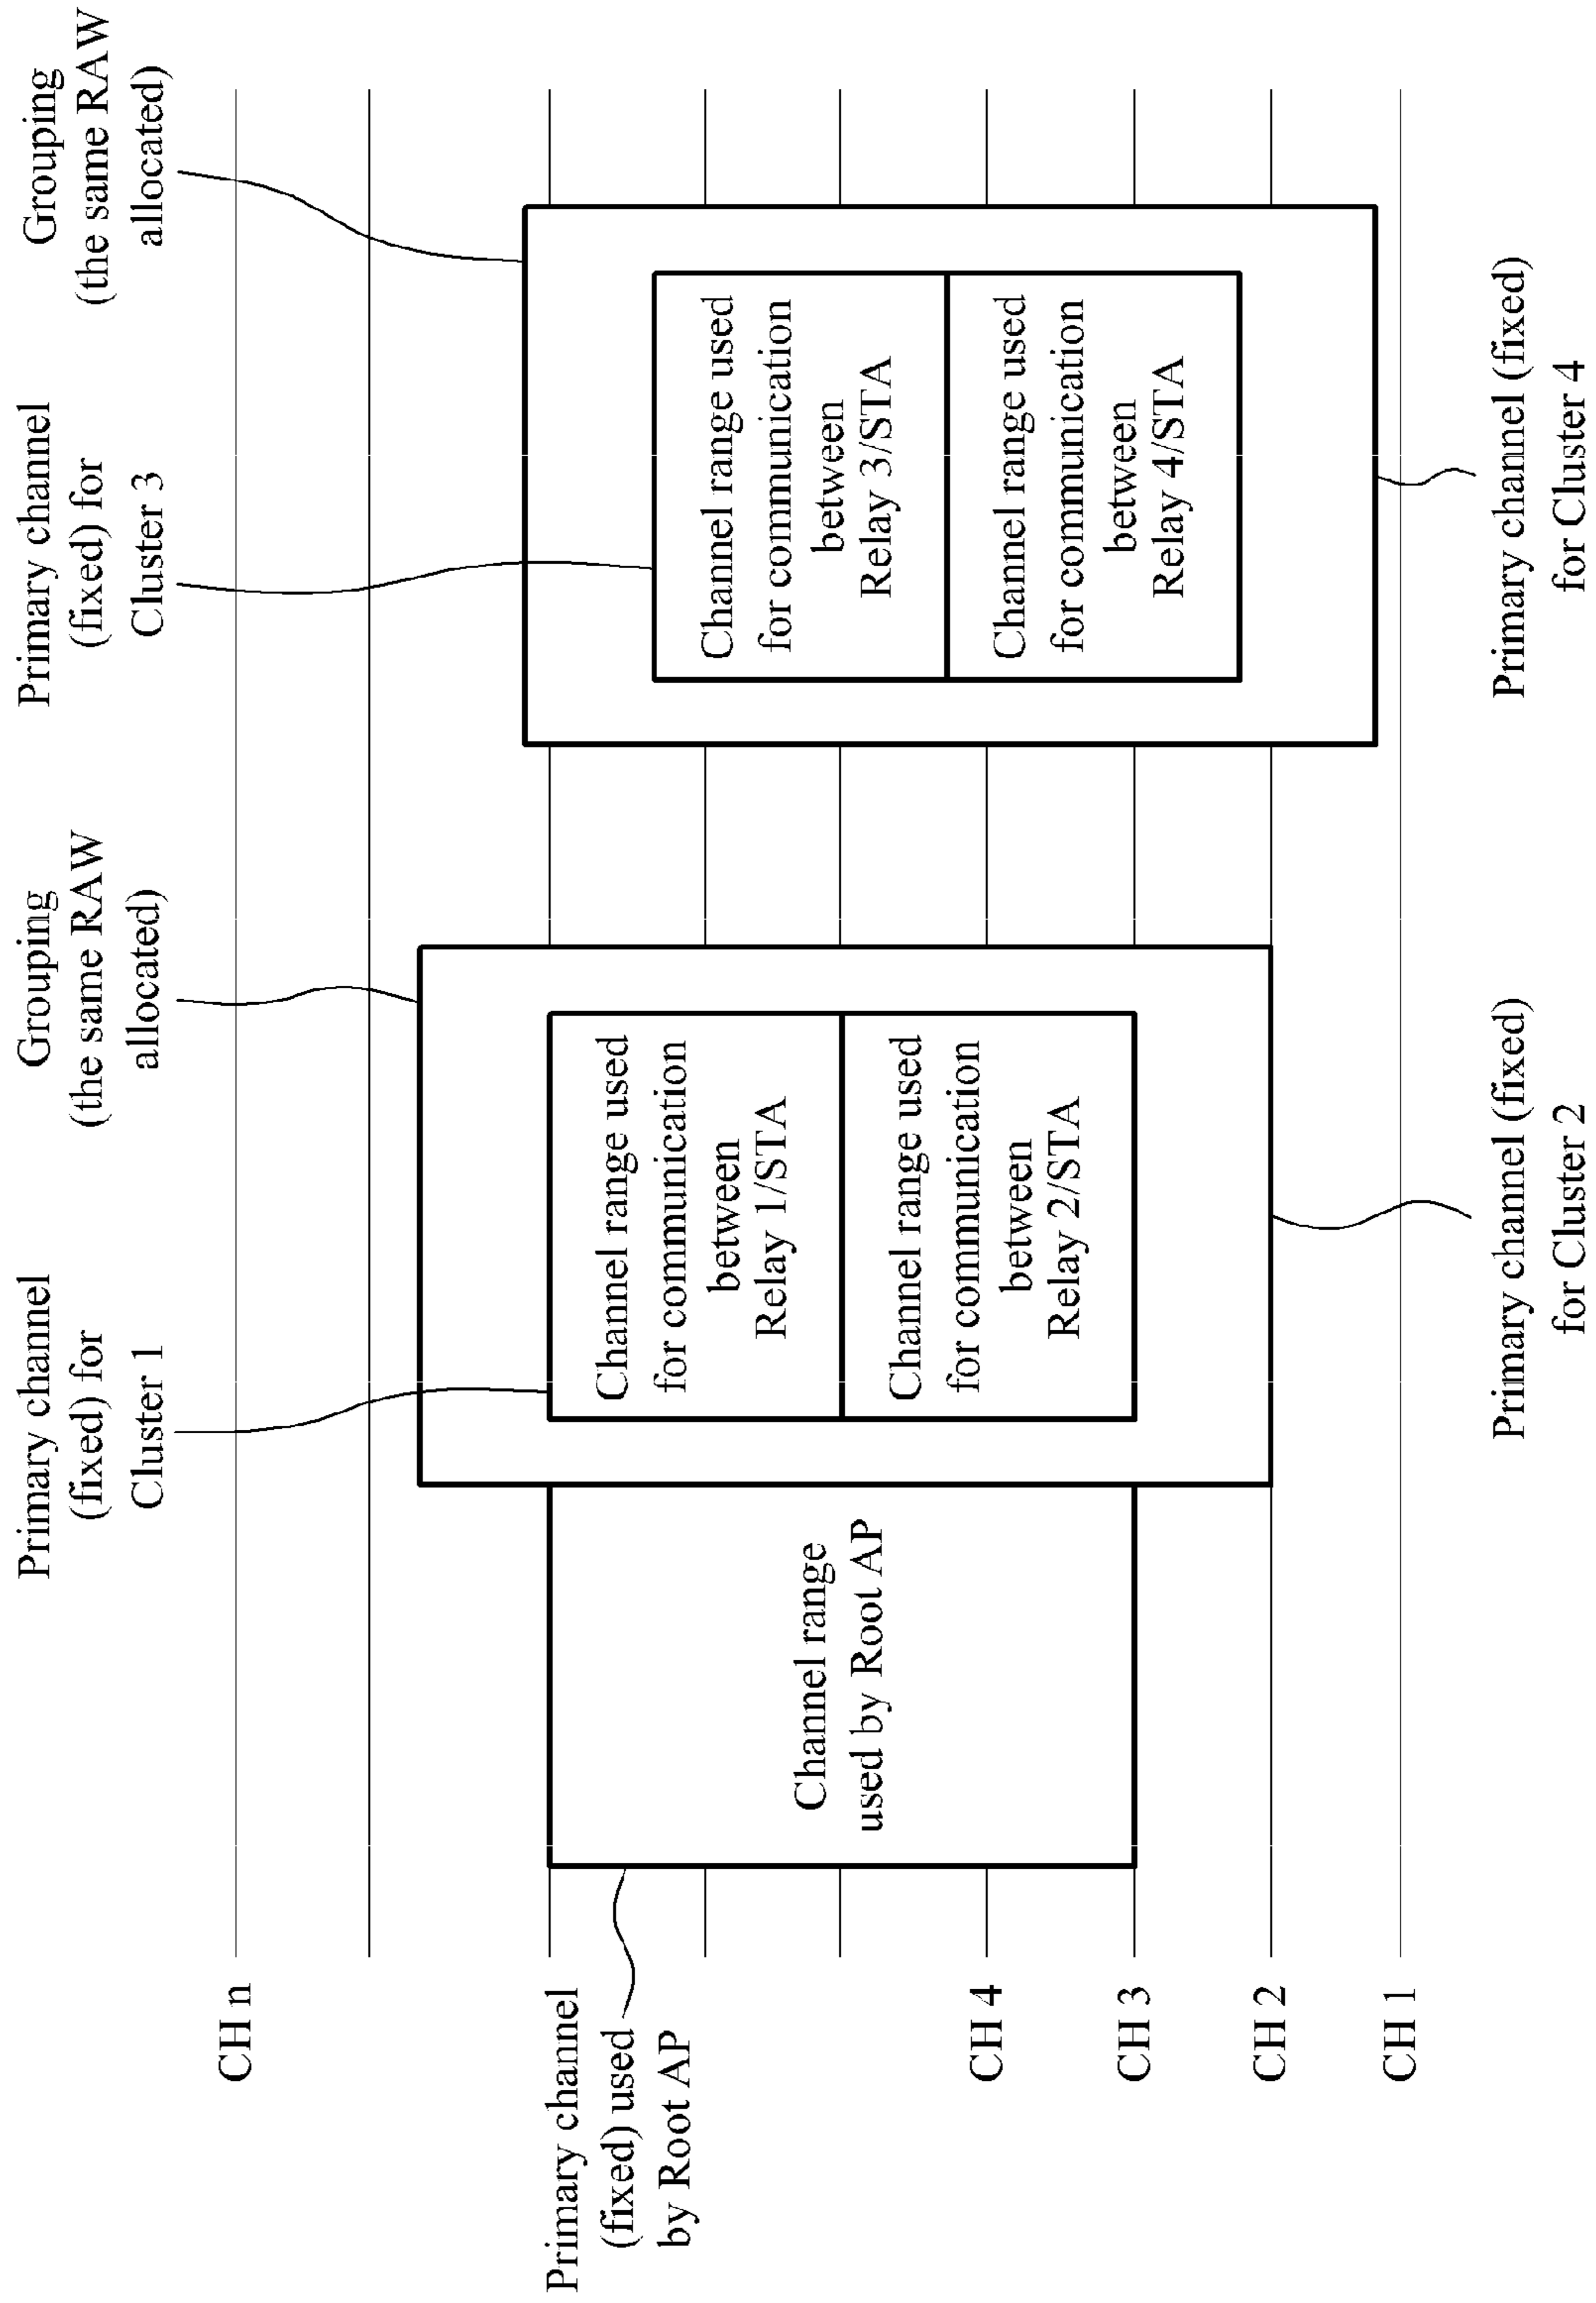 Primary channel
(fixed) for
Cluster 1
Grouping
(the same RAW
allocated)
Primary channel
(fixed) for
Cluster 3
Grouping
(the same RAW
allocated)
CH n
Primary channel
(fixed) used
by Root AP
CH 4
CH 3
CH 2
CH 1
Channel range
used by Root AP
Channel range used
for communication
between
Relay 1/STA
Channel range used
for communication
between
Relay 2/STA
Channel range used
for communication
between
Relay 3/STA
Channel range used
for communication
between
Relay 4/STA
Primary channel (fixed)
for Cluster 2
Primary channel (fixed)
for Cluster 4